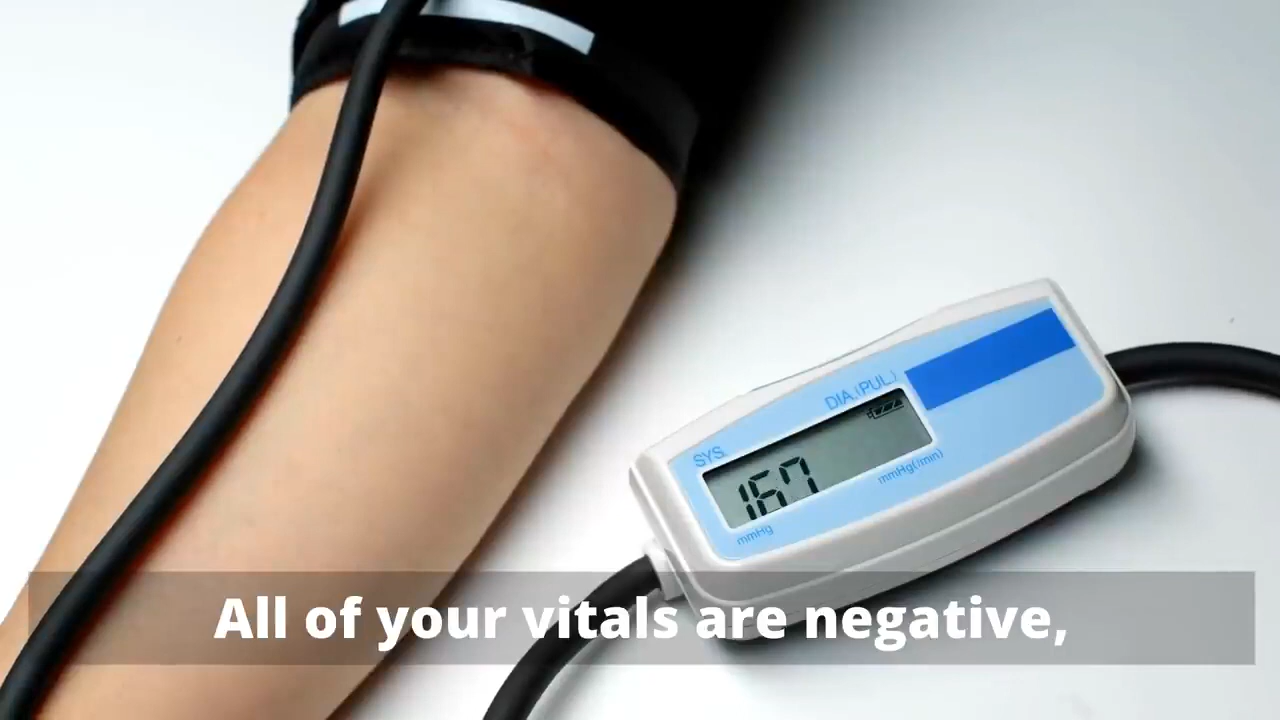 DIA.(PUL.)
SYS.
167
mmHg(/min)
mmHg
All of your vitals are negative,